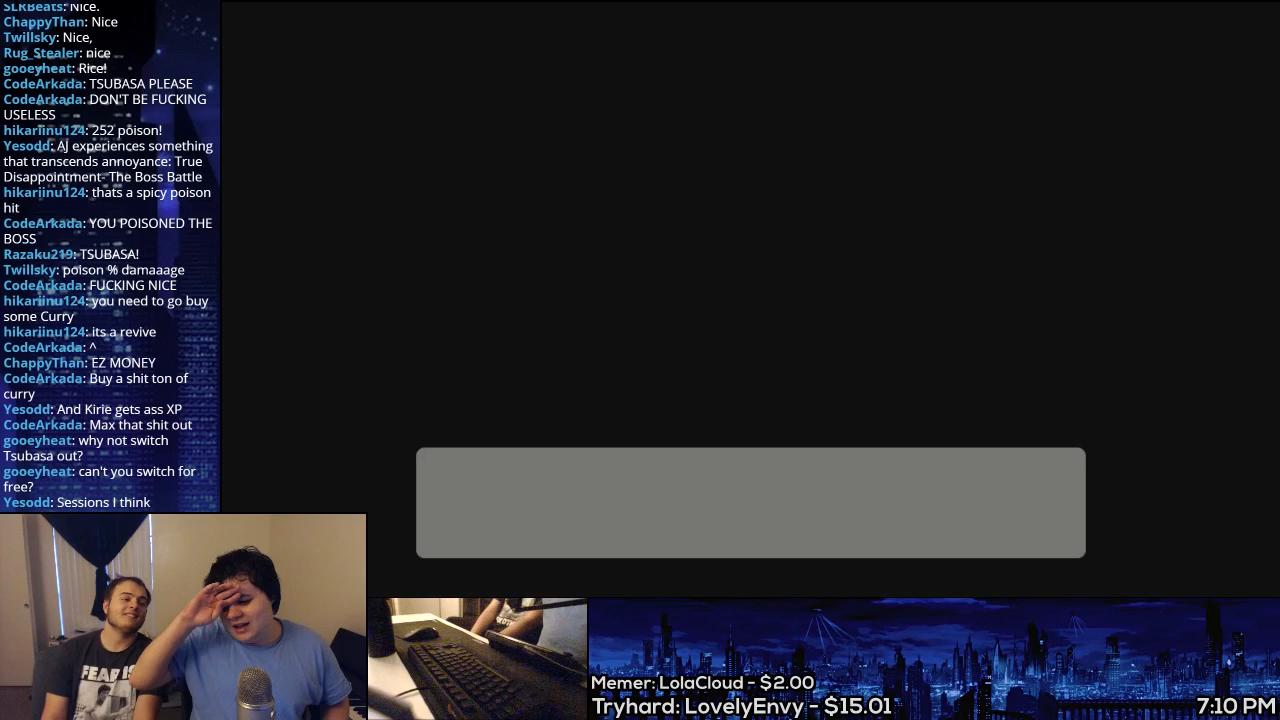 SLRBeats: Nice.
ChappyThan: Nice
Twillsky: Nice,
Rug_Stealer: nice
gooeyheat: Rice!
CodeArkada: TSUBASA PLEASE
CodeArkada: DON'T BE FUCKING
USELESS
hikariinu124: 252 poison!
Yesodd: AJ experiences something
that transcends annoyance: True
Disappointment- The Boss Battle
hikariinu124: thats a spicy poison
hit
CodeArkada: YOU POISONED THE
BOSS
Razaku219: TSUBASA!
Twillsky: poison % damaaage
CodeArkada: FUCKING NICE
hikariinu124: you need to go buy
some Curry
hikariinu124: its a revive
CodeArkada: ^
ChappyThan: EZ MONEY
CodeArkada: Buy a shit ton of
curry
Yesodd: And Kirie gets ass XP
CodeArkada: Max that shit out
gooeyheat: why not switch
Tsubasa out?
gooeyheat: can't you switch for
free?
Yesodd: Sessions I think
FEAR
Memer: LolaCloud - $2.00
Tryhard: LovelyEnvy - $15.01
7:10 PM